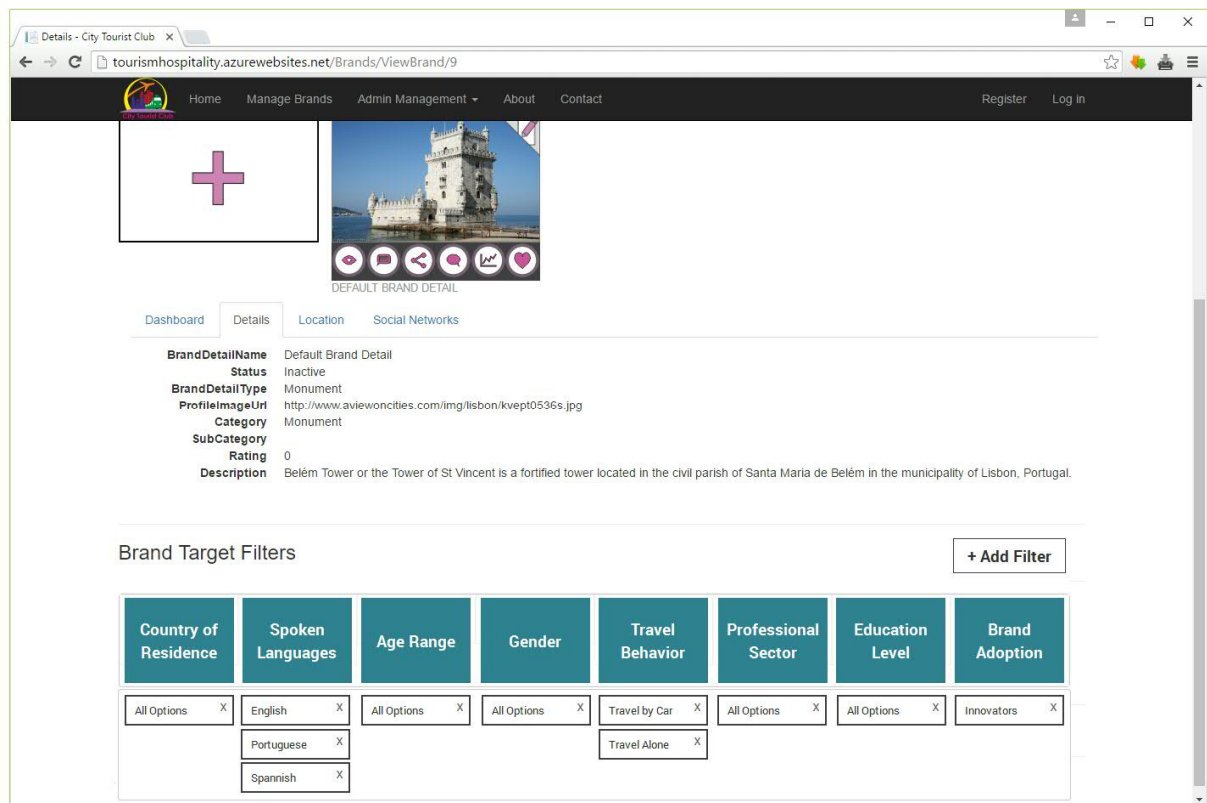 Details - City Tourist Club x
tourismhospitality.azurewebsites.net/Brands/ViewBrand/9
City Tourist Club
Home Manage Brands Admin Management About Contact Register Log in
DEFAULT BRAND DETAIL
Dashboard Details Location Social Networks
BrandDetailName Default Brand Detail
Status Inactive
BrandDetailType Monument
ProfileImageUrl http://www.aviewoncities.com/img/lisbon/kvept0536s.jpg
Category Monument
SubCategory
Rating 0
Description Belém Tower or the Tower of St Vincent is a fortified tower located in the civil parish of Santa Maria de Belém in the municipality of Lisbon, Portugal.
Brand Target Filters + Add Filter
Country of Spoken Age Range Gender Travel Professional Education Brand
Residence Languages Behavior Sector Level Adoption
All Options X English X All Options X All Options X Travel by Car X All Options X All Options X Innovators X
Portuguese X Travel Alone X
Spannish X